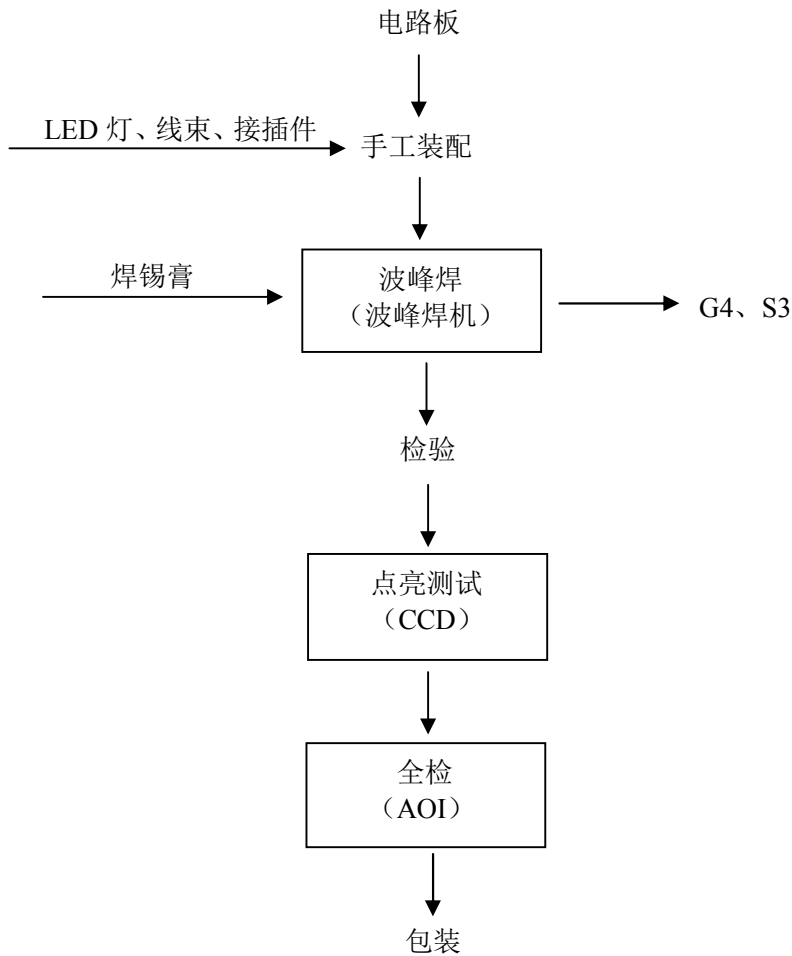 电路板
LED 灯、线束、接插件
手工装配
焊锡膏
波峰焊
（波峰焊机）
G4、S3
检验
点亮测试
（CCD）
全检
（AOI）
包装